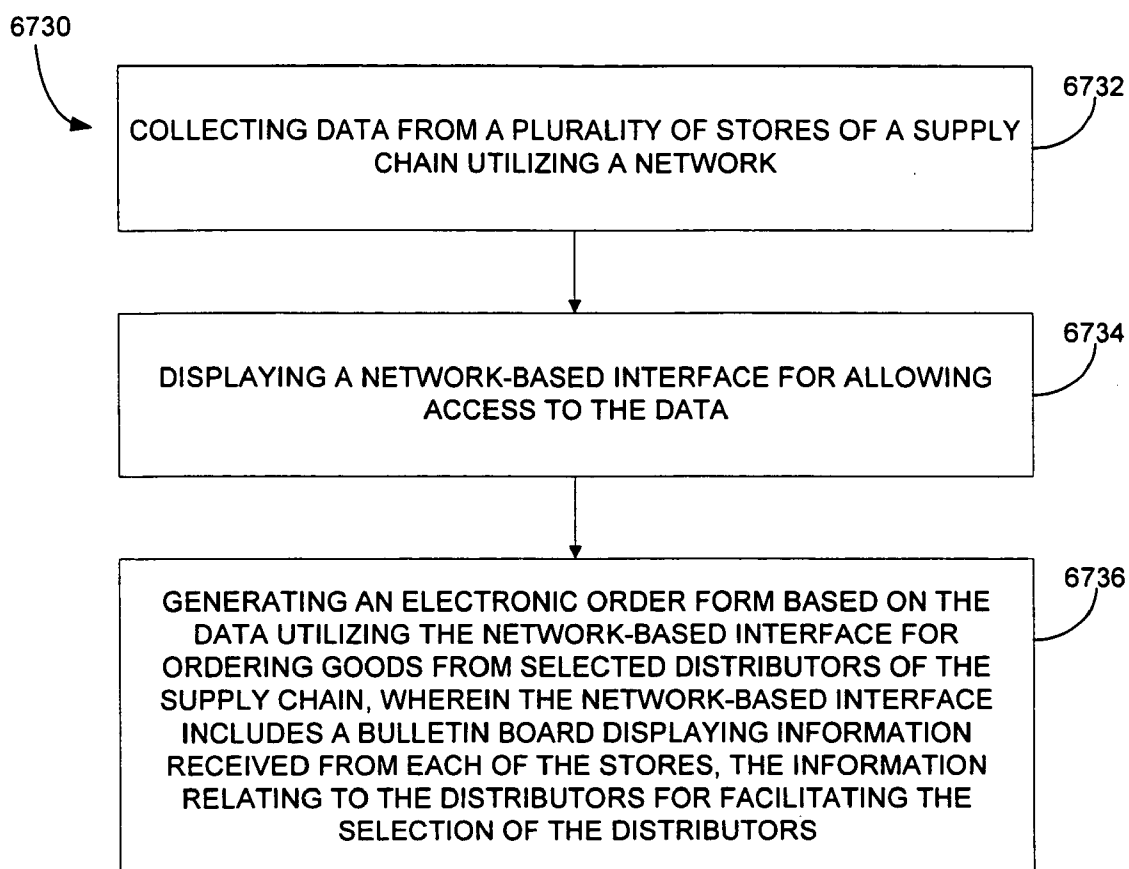 6730
6732
COLLECTING DATA FROM A PLURALITY OF STORES OF A SUPPLY
CHAIN UTILIZING A NETWORK
6734
DISPLAYING A NETWORK-BASED INTERFACE FOR ALLOWING
ACCESS TO THE DATA
6736
GENERATING AN ELECTRONIC ORDER FORM BASED ON THE
DATA UTILIZING THE NETWORK-BASED INTERFACE FOR
ORDERING GOODS FROM SELECTED DISTRIBUTORS OF THE
SUPPLY CHAIN, WHEREIN THE NETWORK-BASED INTERFACE
INCLUDES A BULLETIN BOARD DISPLAYING INFORMATION
RECEIVED FROM EACH OF THE STORES, THE INFORMATION
RELATING TO THE DISTRIBUTORS FOR FACILITATING THE
SELECTION OF THE DISTRIBUTORS